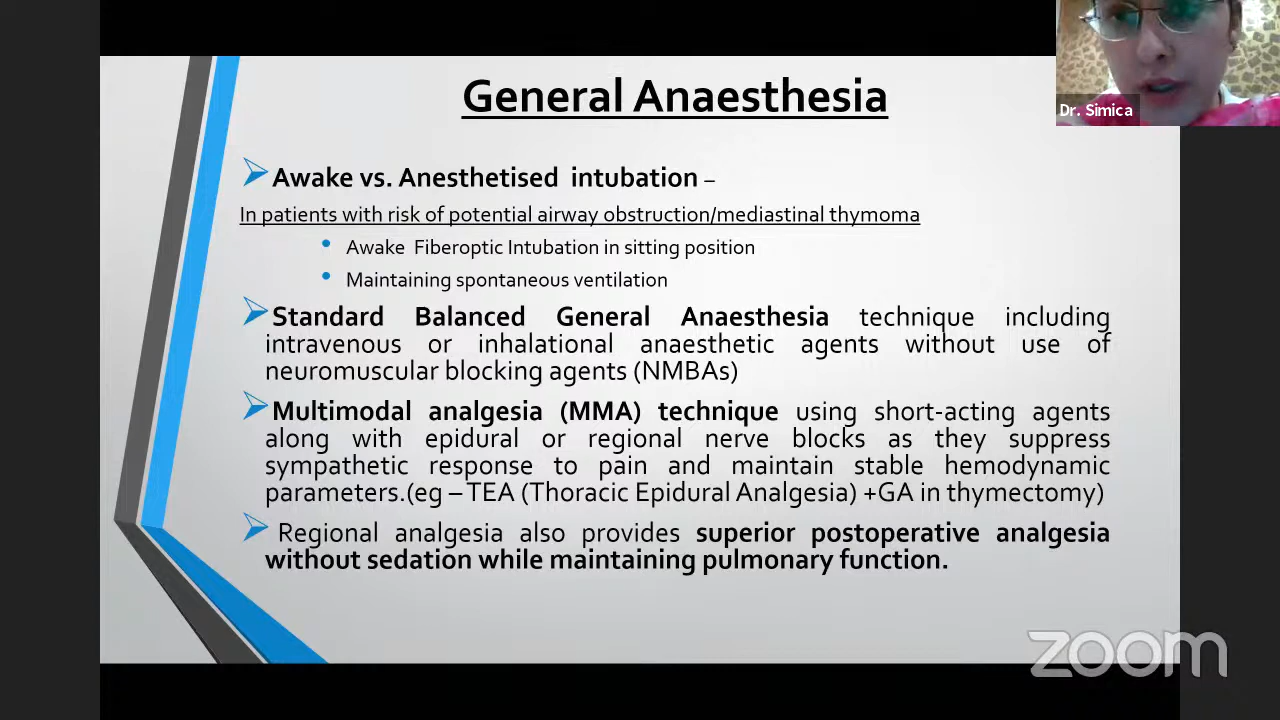 General Anaesthesia
Dr. Simica
Awake vs. Anesthetised intubation –
In patients with risk of potential airway obstruction/mediastinal thymoma
Awake Fiberoptic Intubation in sitting position
Maintaining spontaneous ventilation
Standard Balanced General Anaesthesia technique including
intravenous or inhalational anaesthetic agents without use of
neuromuscular blocking agents (NMBAs)
Multimodal analgesia (MMA) technique using short-acting agents
along with epidural or regional nerve blocks as they suppress
sympathetic response to pain and maintain stable hemodynamic
parameters.(eg – TEA (Thoracic Epidural Analgesia) +GA in thymectomy)
Regional analgesia also provides superior postoperative analgesia
without sedation while maintaining pulmonary function.
zoom